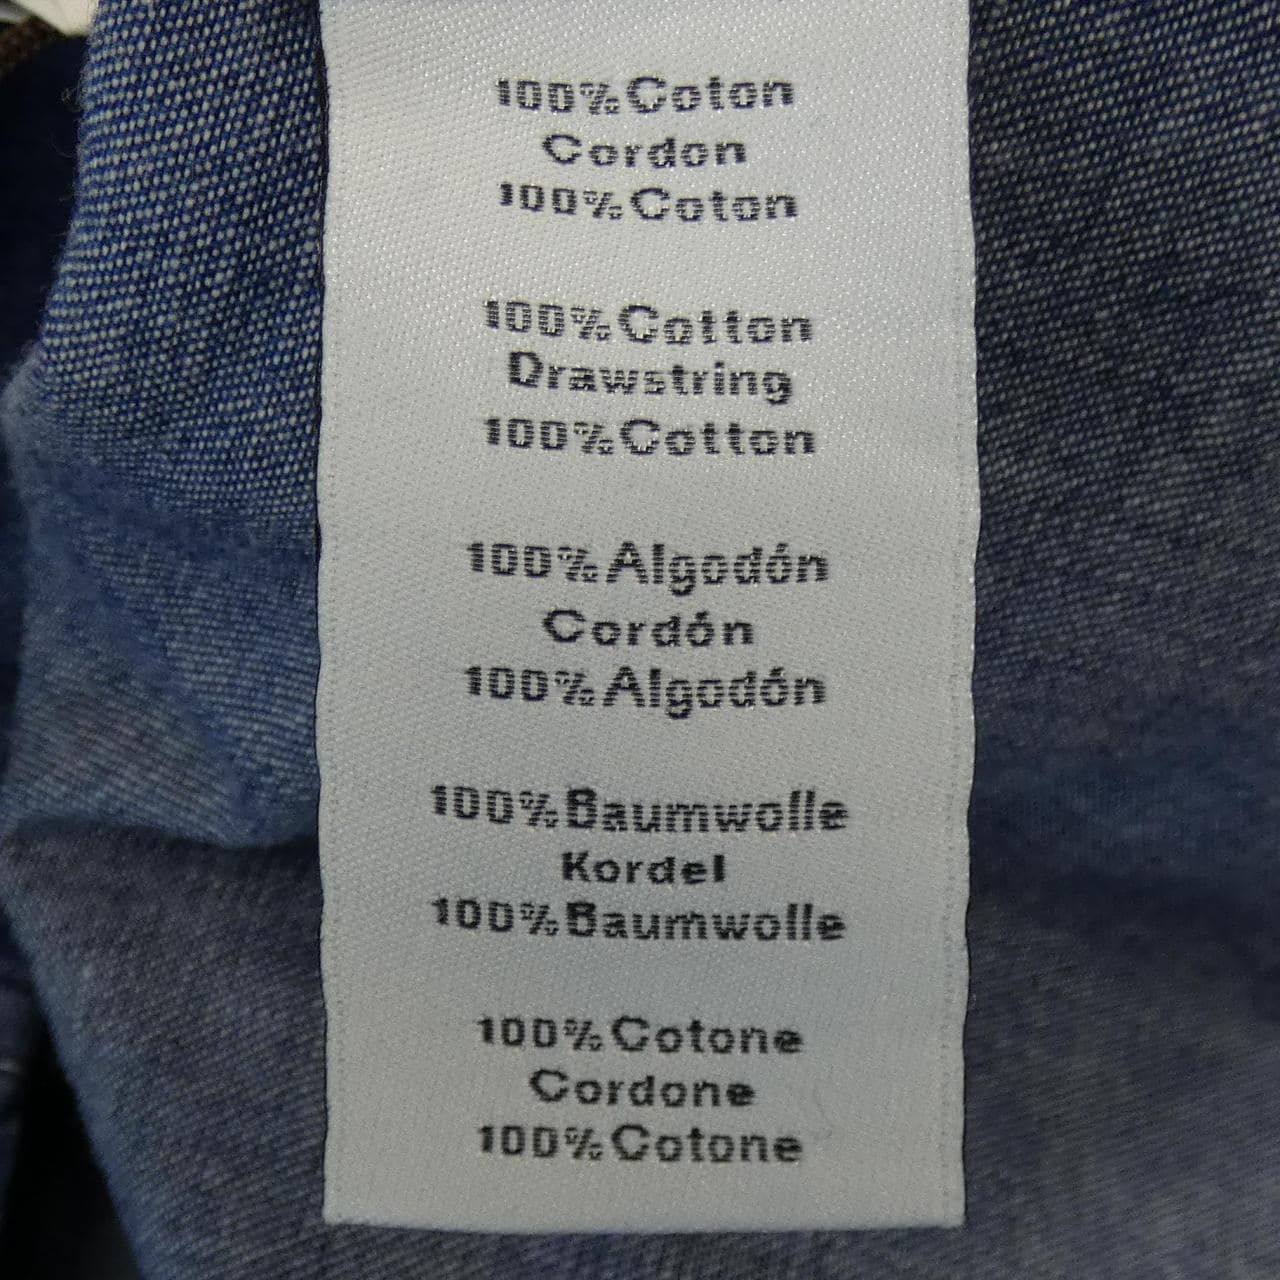 100% Coton
Cordon
100% Coton
100% Cotton
Drawstring
100% Cotton
100% Algodón
Cordón
100% Algodón
100% Baumwolle
Kordel
100% Baumwolle
100% Cotone
Cordone
100% Cotone